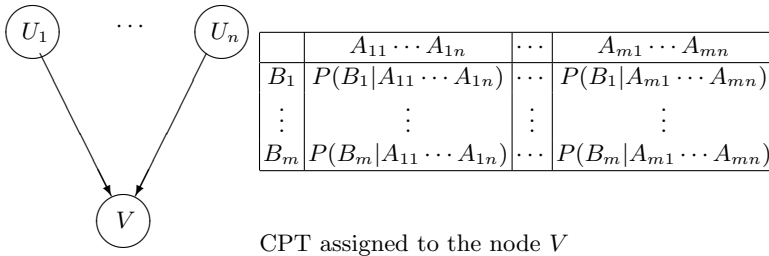 U₁ ⋯ Uₙ
A₁₁ ⋯ A₁ₙ ⋯ Aₘ₁ ⋯ Aₘₙ
B₁ P(B₁|A₁₁ ⋯ A₁ₙ) ⋯ P(B₁|Aₘ₁ ⋯ Aₘₙ)
⋮ ⋮ ⋮ ⋮
Bₘ P(Bₘ|A₁₁ ⋯ A₁ₙ) ⋯ P(Bₘ|Aₘ₁ ⋯ Aₘₙ)
V
CPT assigned to the node V